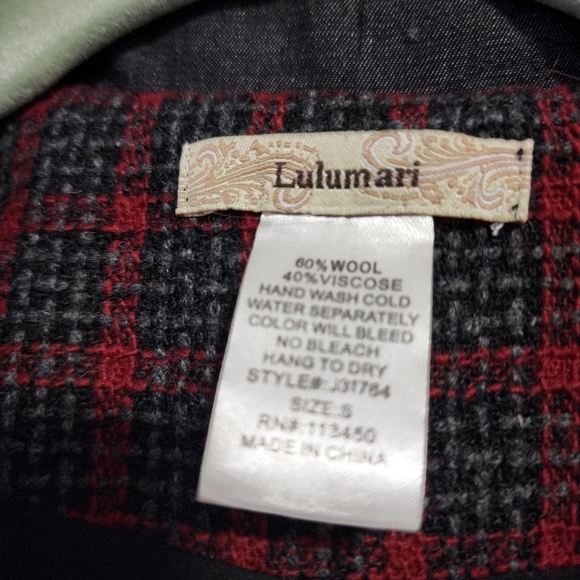 Lulumari
60% WOOL
40% VISCOSE
HAND WASH COLD
WATER SEPARATELY
COLOR WILL BLEED
NO BLEACH
HANG TO DRY
STYLE#:J31764
SIZE:S
RN#:113450
MADE IN CHINA